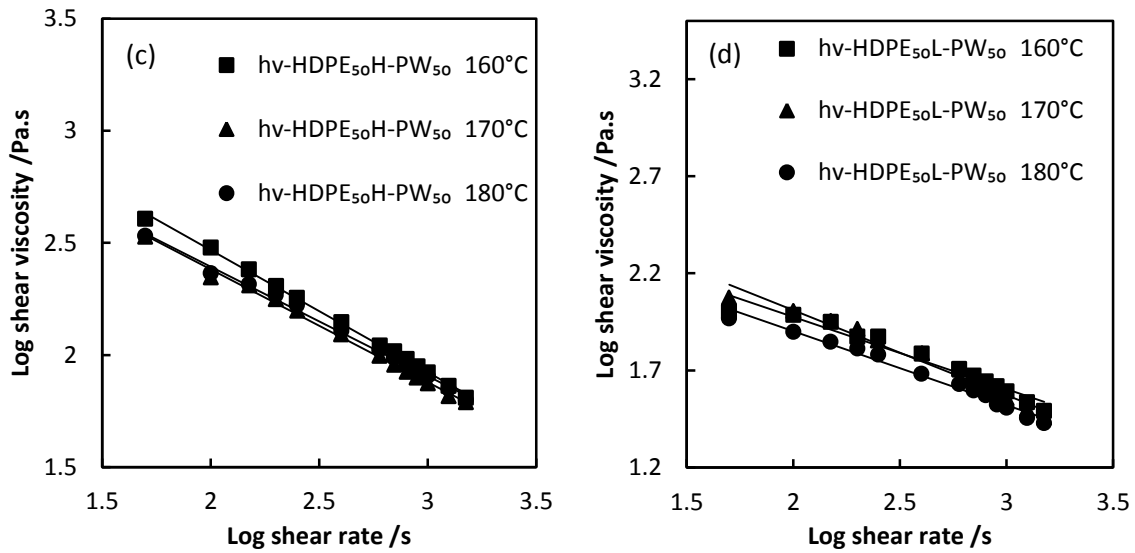 (c)
hv-HDPE₅₀H-PW₅₀ 160°C
hv-HDPE₅₀H-PW₅₀ 170°C
hv-HDPE₅₀H-PW₅₀ 180°C
Log shear viscosity /Pa.s
3.5
3
2.5
2
1.5
1.5
2
2.5
3
3.5
Log shear rate /s
(d)
hv-HDPE₅₀L-PW₅₀ 160°C
hv-HDPE₅₀L-PW₅₀ 170°C
hv-HDPE₅₀L-PW₅₀ 180°C
Log shear viscosity /Pa.s
3.2
2.7
2.2
1.7
1.2
1.5
2
2.5
3
3.5
Log shear rate /s